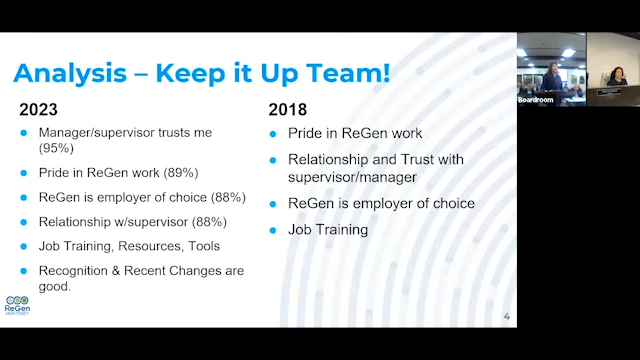 Analysis – Keep it Up Team!
2023
● Manager/supervisor trusts me
(95%)
● Pride in ReGen work (89%)
● ReGen is employer of choice (88%)
● Relationship w/supervisor (88%)
● Job Training, Resources, Tools
● Recognition & Recent Changes are
good.
2018
● Pride in ReGen work
● Relationship and Trust with
supervisor/manager
● ReGen is employer of choice
● Job Training
ReGen
MONTEREY
4
Boardroom